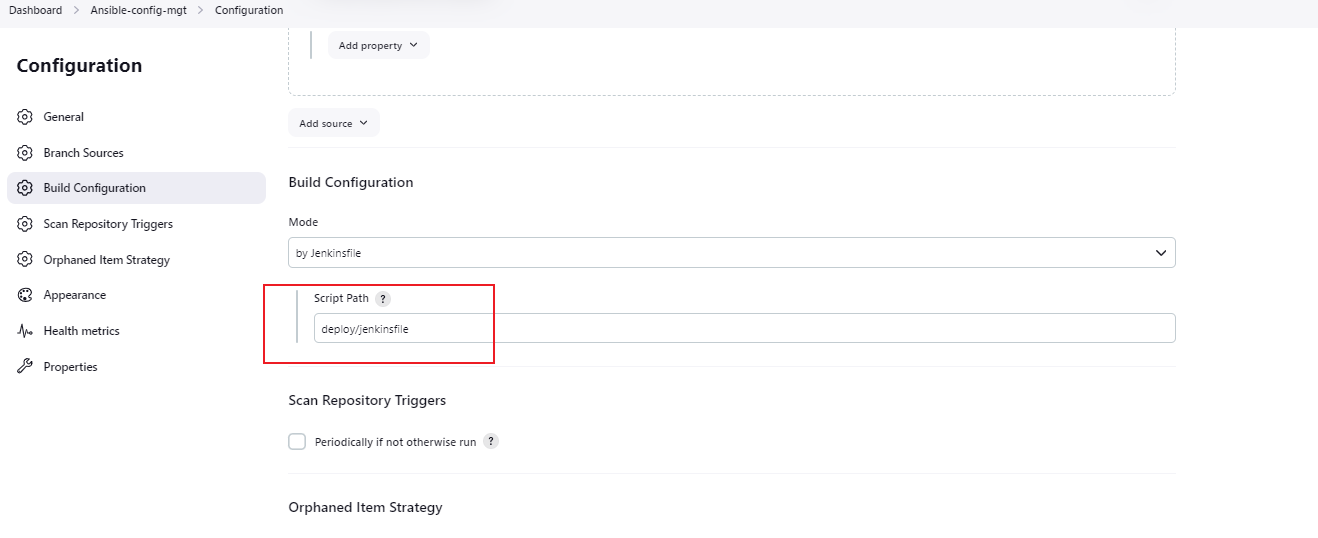 Dashboard > Ansible-config-mgt > Configuration
Configuration
General
Branch Sources
Build Configuration
Scan Repository Triggers
Orphaned Item Strategy
Appearance
Health metrics
Properties
Add property
Add source
Build Configuration
Mode
by Jenkinsfile
Script Path ?
deploy/jenkinsfile
Scan Repository Triggers
Periodically if not otherwise run ?
Orphaned Item Strategy